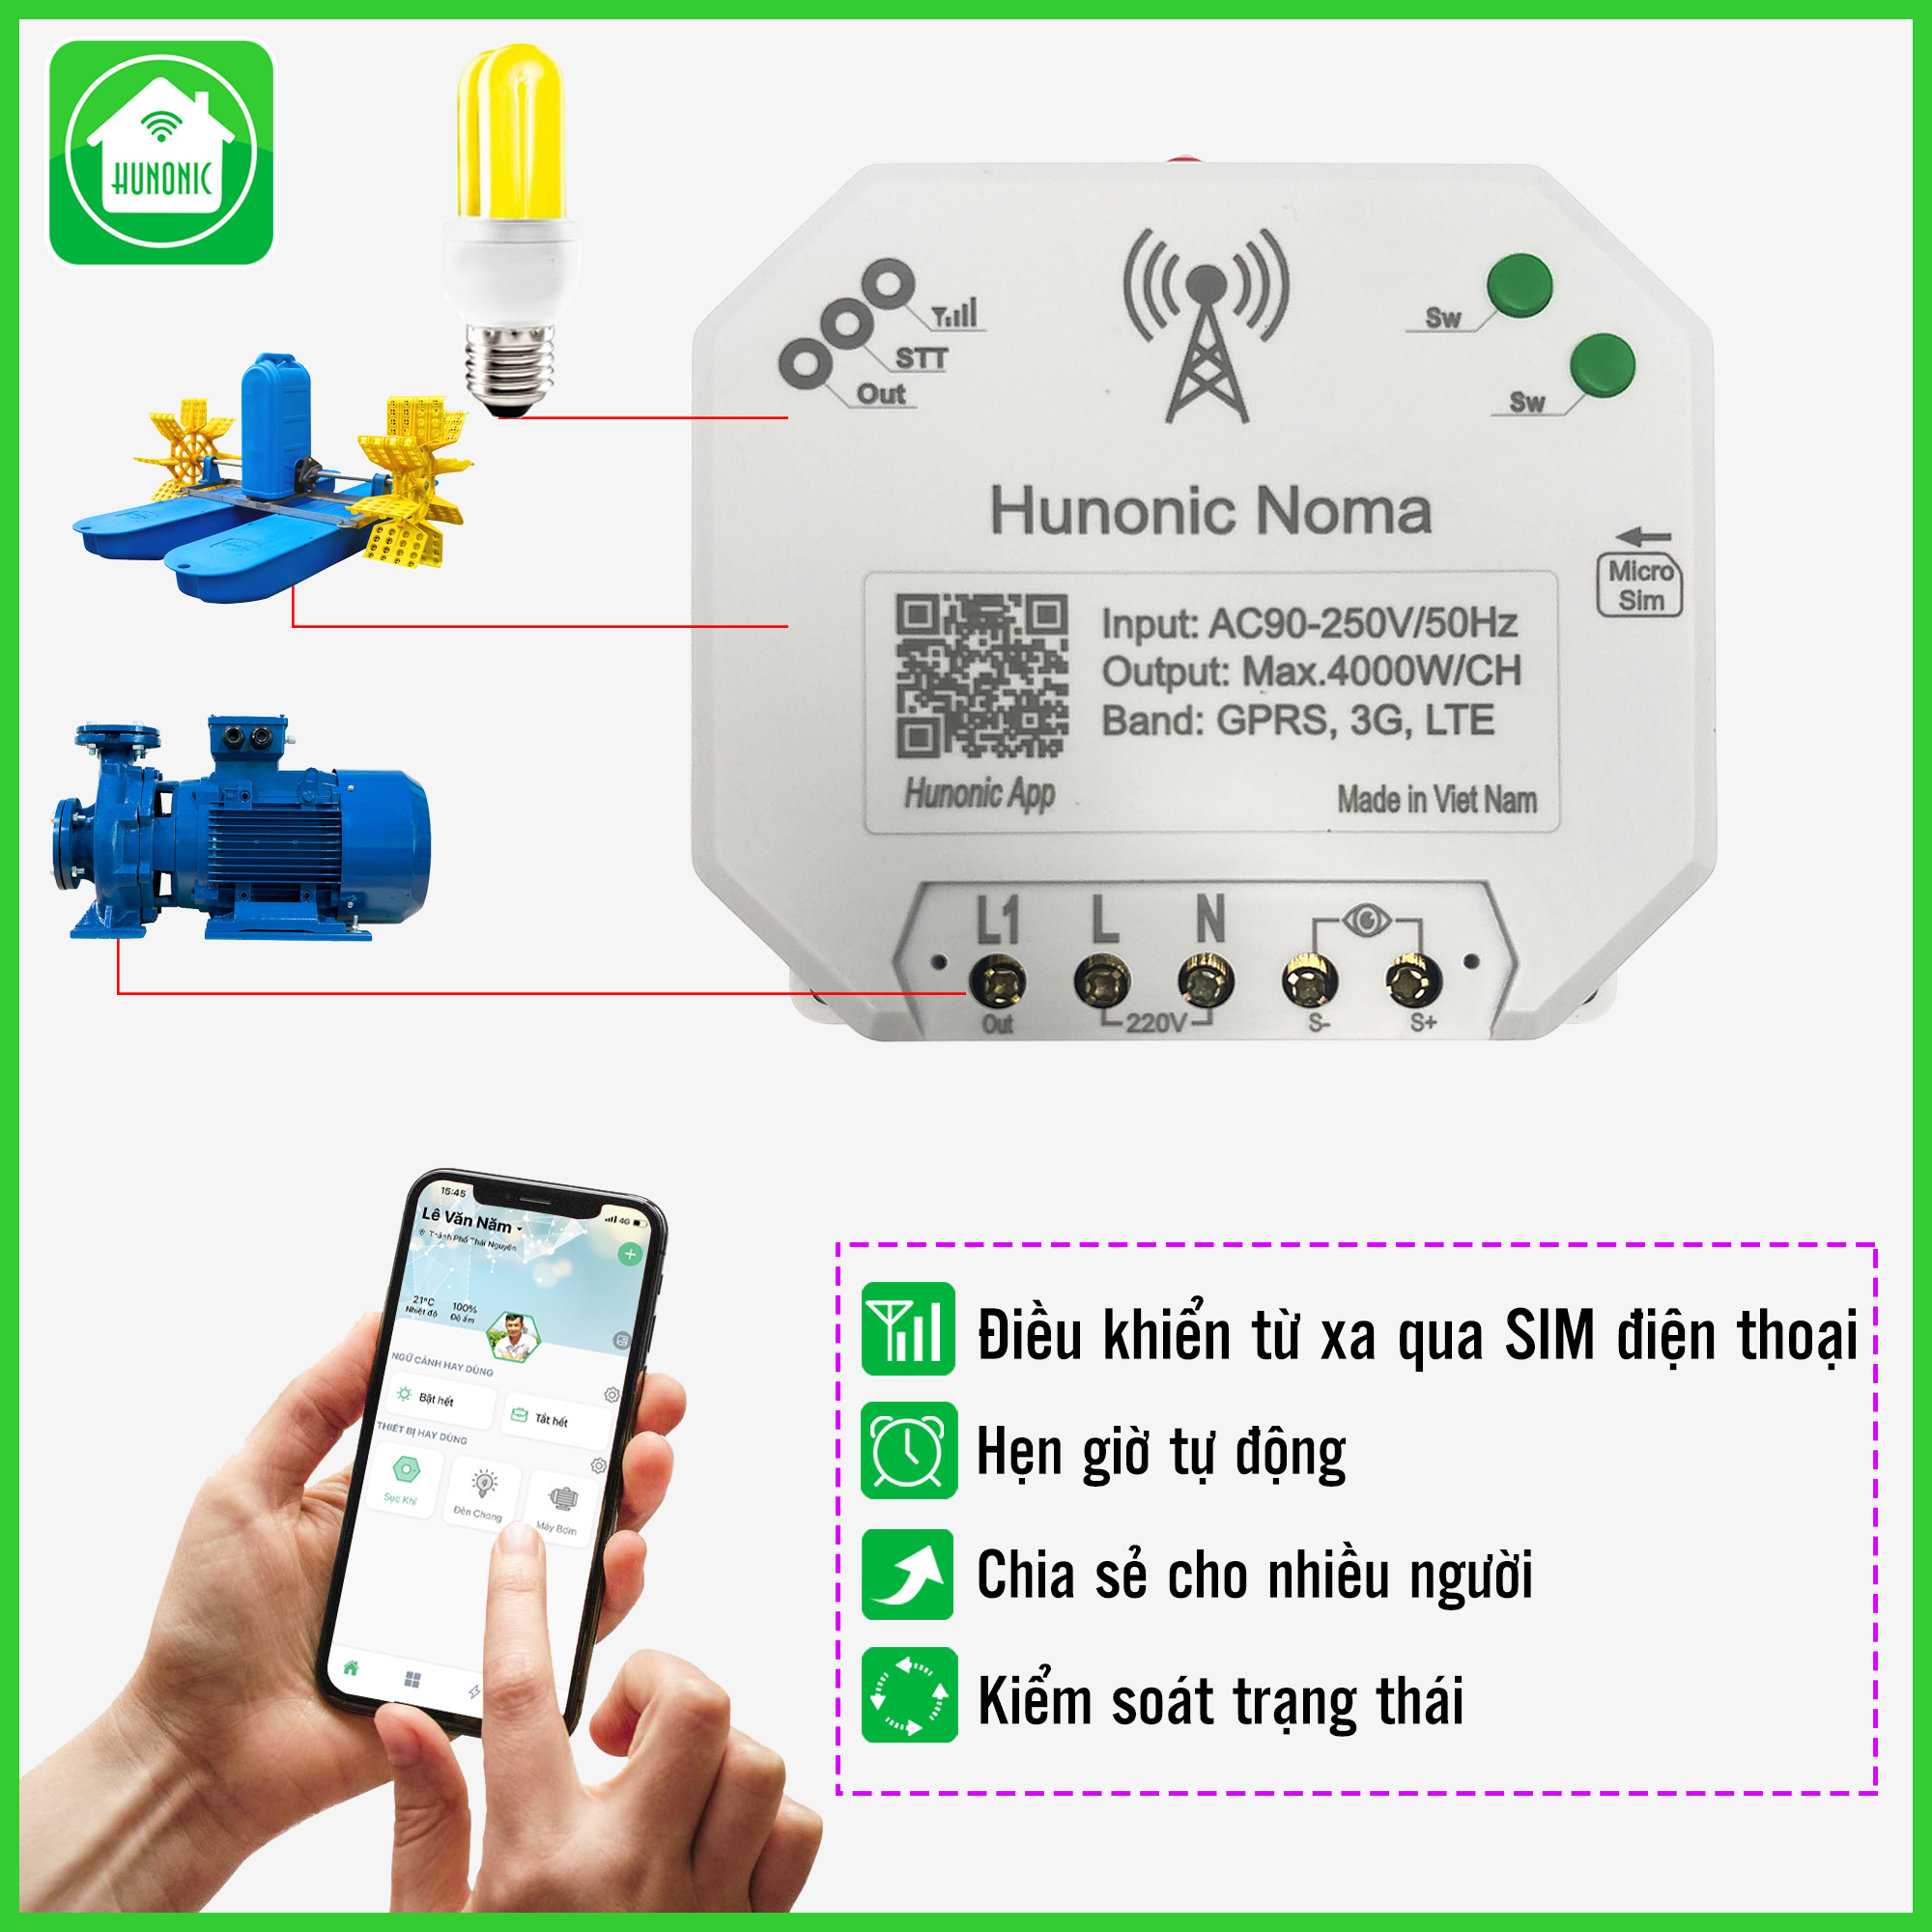 HUNONIC
STT
Out
Sw
Sw
Hunonic Noma
Micro
Sim
Input: AC90-250V/50Hz
Output: Max.4000W/CH
Band: GPRS, 3G, LTE
Hunonic App
Made in Viet Nam
L1 L N
Out 220V S- S+
15:45
4G
Lê Văn Năm
Thành Phố Thái Nguyên
21°C 100%
Nhiệt độ Độ ẩm
NGỮ CẢNH HAY DÙNG
Bật hết Tắt hết
THIẾT BỊ HAY DÙNG
Sục Khí Đèn Chong Máy Bơm
Điều khiển từ xa qua SIM điện thoại
Hẹn giờ tự động
Chia sẻ cho nhiều người
Kiểm soát trạng thái